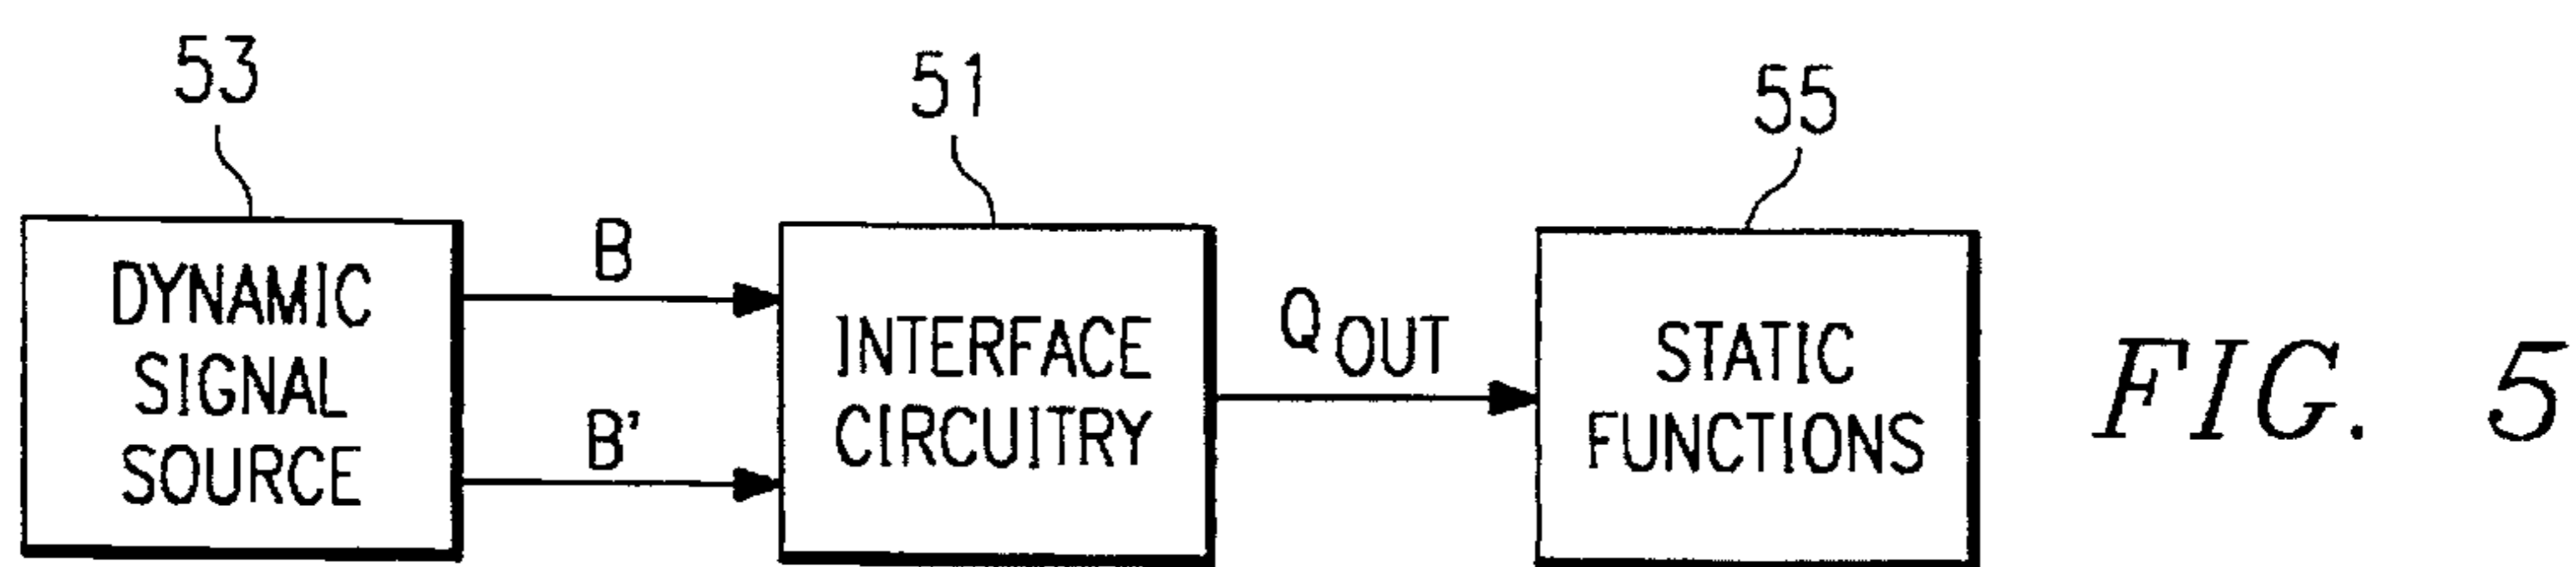 53
51
55
DYNAMIC
SIGNAL
SOURCE
B
B'
INTERFACE
CIRCUITRY
Q OUT
STATIC
FUNCTIONS
FIG. 5